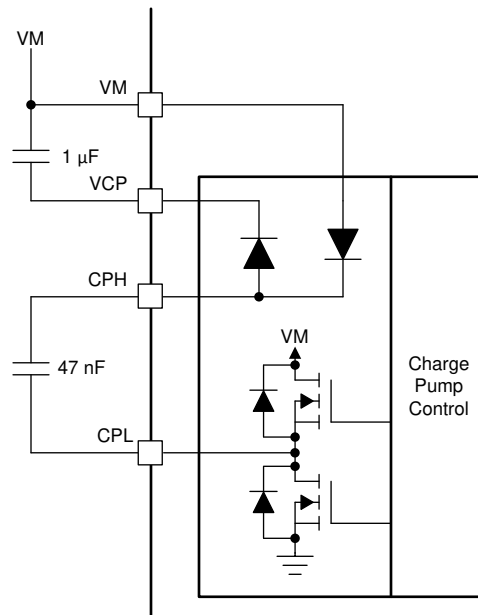 VM
VM
1 µF
VCP
CPH
VM
47 nF
Charge
Pump
Control
CPL